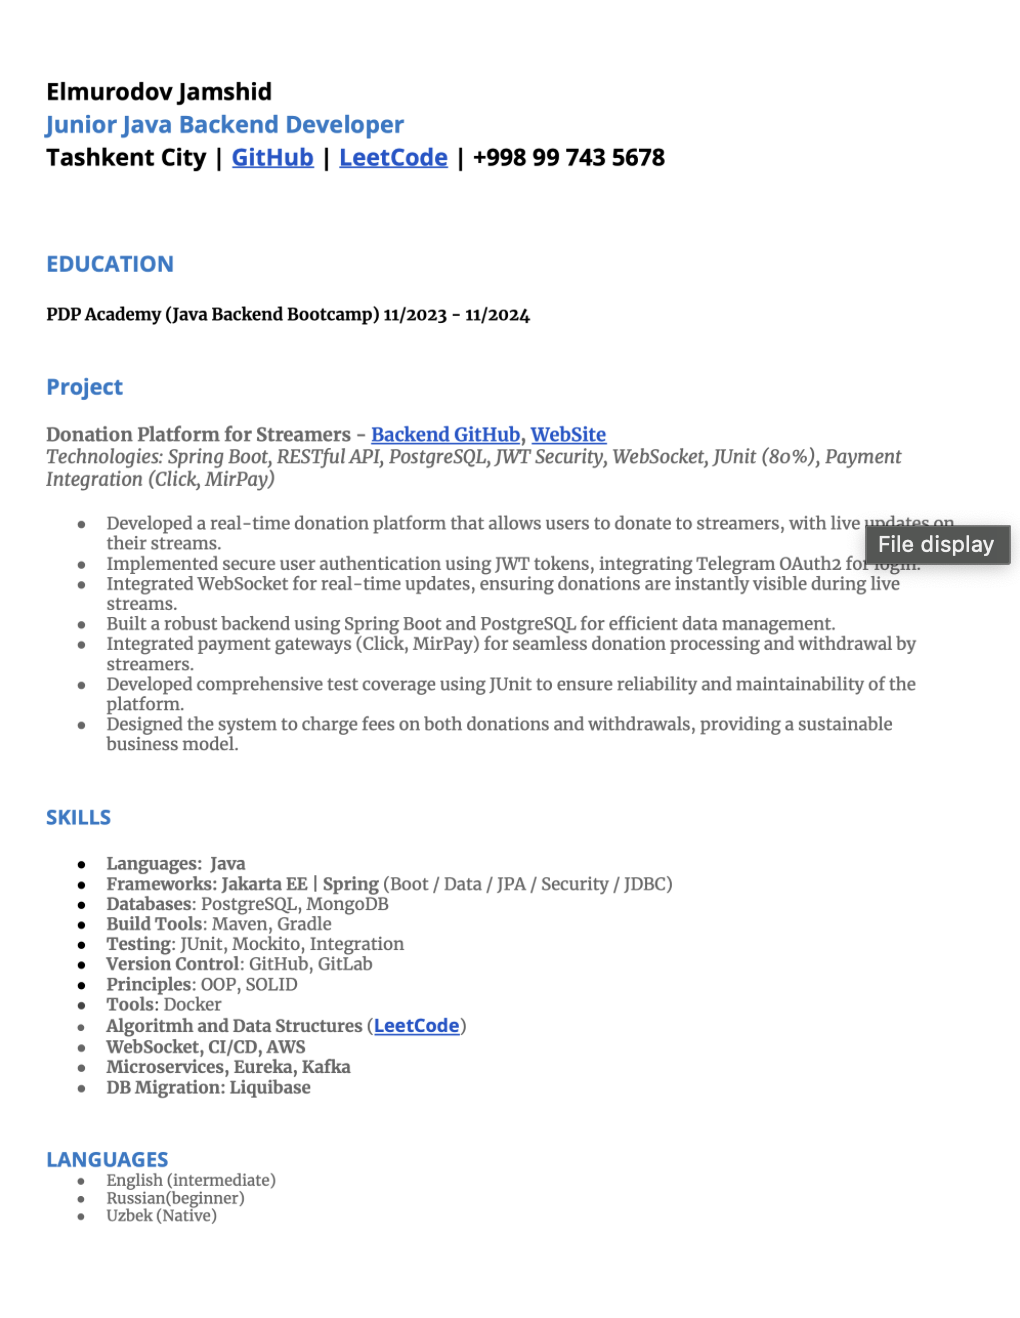 Elmurodov Jamshid
Junior Java Backend Developer
Tashkent City | GitHub | LeetCode | +998 99 743 5678
EDUCATION
PDP Academy (Java Backend Bootcamp) 11/2023 - 11/2024
Project
Donation Platform for Streamers - Backend GitHub, WebSite
Technologies: Spring Boot, RESTful API, PostgreSQL, JWT Security, WebSocket, JUnit (80%), Payment
Integration (Click, MirPay)
• Developed a real-time donation platform that allows users to donate to streamers, with live updates on
their streams.
File display
• Implemented secure user authentication using JWT tokens, integrating Telegram OAuth2 for login.
• Integrated WebSocket for real-time updates, ensuring donations are instantly visible during live
streams.
• Built a robust backend using Spring Boot and PostgreSQL for efficient data management.
• Integrated payment gateways (Click, MirPay) for seamless donation processing and withdrawal by
streamers.
• Developed comprehensive test coverage using JUnit to ensure reliability and maintainability of the
platform.
• Designed the system to charge fees on both donations and withdrawals, providing a sustainable
business model.
SKILLS
• Languages: Java
• Frameworks: Jakarta EE | Spring (Boot / Data / JPA / Security / JDBC)
• Databases: PostgreSQL, MongoDB
• Build Tools: Maven, Gradle
• Testing: JUnit, Mockito, Integration
• Version Control: GitHub, GitLab
• Principles: OOP, SOLID
• Tools: Docker
• Algoritmh and Data Structures (LeetCode)
• WebSocket, CI/CD, AWS
• Microservices, Eureka, Kafka
• DB Migration: Liquibase
LANGUAGES
• English (intermediate)
• Russian(beginner)
• Uzbek (Native)